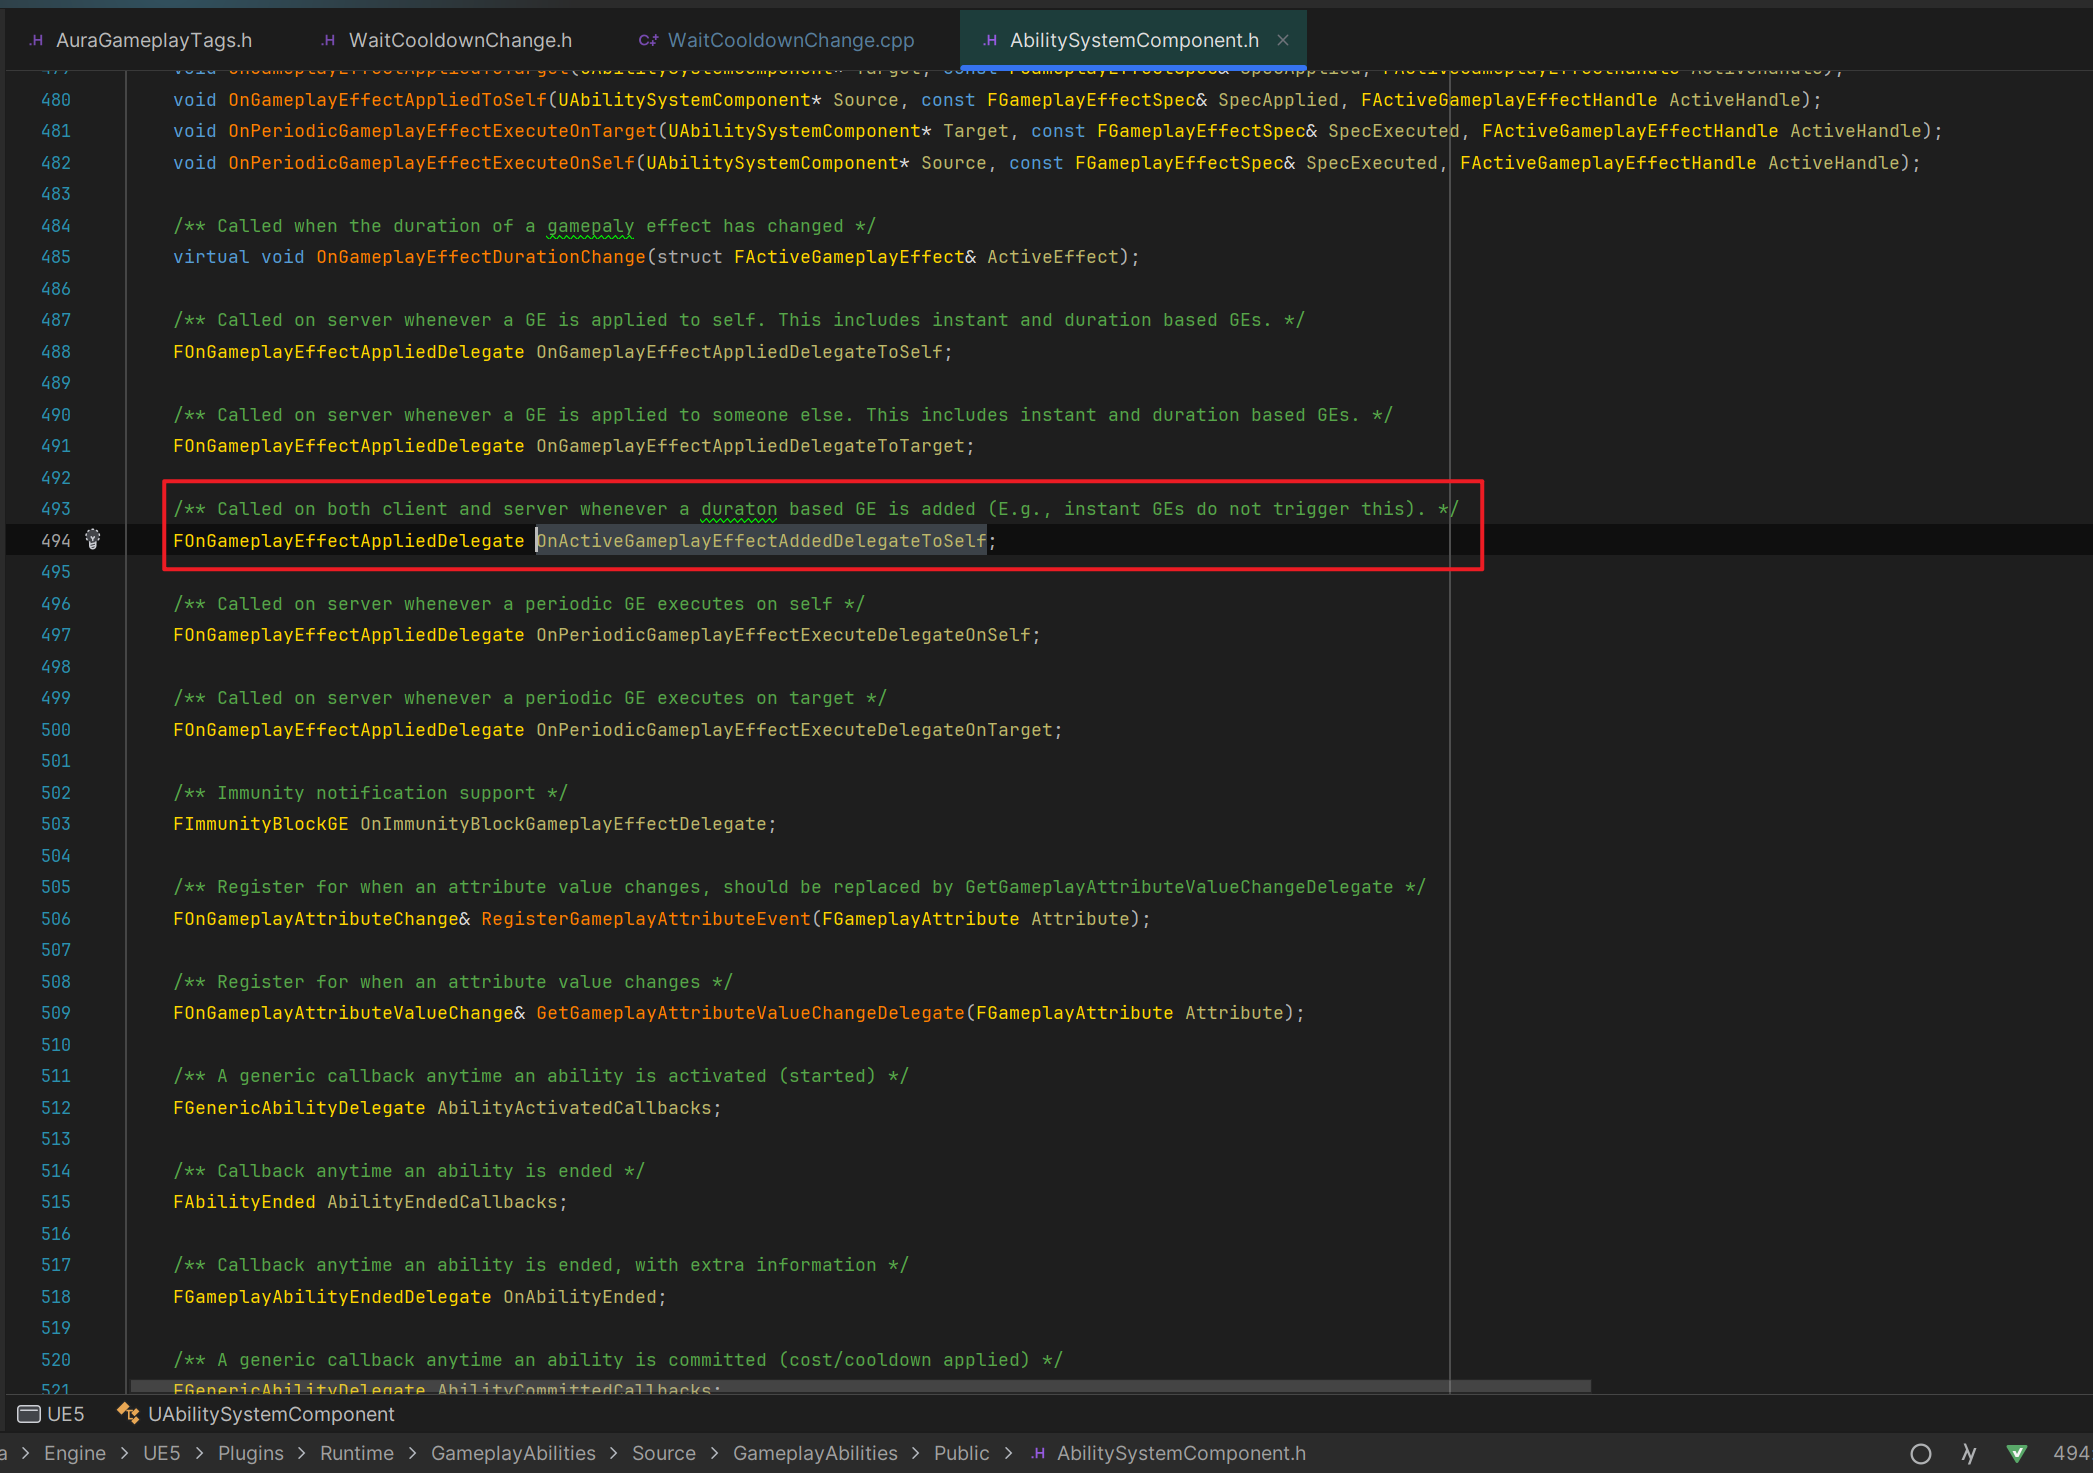 AuraGameplayTags.h
WaitCooldownChange.h
WaitCooldownChange.cpp
AbilitySystemComponent.h
480 void OnGameplayEffectAppliedToSelf(UAbilitySystemComponent* Source, const FGameplayEffectSpec& SpecApplied, FActiveGameplayEffectHandle ActiveHandle);
481 void OnPeriodicGameplayEffectExecuteOnTarget(UAbilitySystemComponent* Target, const FGameplayEffectSpec& SpecExecuted, FActiveGameplayEffectHandle ActiveHandle);
482 void OnPeriodicGameplayEffectExecuteOnSelf(UAbilitySystemComponent* Source, const FGameplayEffectSpec& SpecExecuted, FActiveGameplayEffectHandle ActiveHandle);
483
484 /** Called when the duration of a gamepaly effect has changed */
485 virtual void OnGameplayEffectDurationChange(struct FActiveGameplayEffect& ActiveEffect);
486
487 /** Called on server whenever a GE is applied to self. This includes instant and duration based GEs. */
488 FOnGameplayEffectAppliedDelegate OnGameplayEffectAppliedDelegateToSelf;
489
490 /** Called on server whenever a GE is applied to someone else. This includes instant and duration based GEs. */
491 FOnGameplayEffectAppliedDelegate OnGameplayEffectAppliedDelegateToTarget;
492
493 /** Called on both client and server whenever a duraton based GE is added (E.g., instant GEs do not trigger this). */
494 FOnGameplayEffectAppliedDelegate OnActiveGameplayEffectAddedDelegateToSelf;
495
496 /** Called on server whenever a periodic GE executes on self */
497 FOnGameplayEffectAppliedDelegate OnPeriodicGameplayEffectExecuteDelegateOnSelf;
498
499 /** Called on server whenever a periodic GE executes on target */
500 FOnGameplayEffectAppliedDelegate OnPeriodicGameplayEffectExecuteDelegateOnTarget;
501
502 /** Immunity notification support */
503 FImmunityBlockGE OnImmunityBlockGameplayEffectDelegate;
504
505 /** Register for when an attribute value changes, should be replaced by GetGameplayAttributeValueChangeDelegate */
506 FOnGameplayAttributeChange& RegisterGameplayAttributeEvent(FGameplayAttribute Attribute);
507
508 /** Register for when an attribute value changes */
509 FOnGameplayAttributeValueChange& GetGameplayAttributeValueChangeDelegate(FGameplayAttribute Attribute);
510
511 /** A generic callback anytime an ability is activated (started) */
512 FGenericAbilityDelegate AbilityActivatedCallbacks;
513
514 /** Callback anytime an ability is ended */
515 FAbilityEnded AbilityEndedCallbacks;
516
517 /** Callback anytime an ability is ended, with extra information */
518 FGameplayAbilityEndedDelegate OnAbilityEnded;
519
520 /** A generic callback anytime an ability is committed (cost/cooldown applied) */
521 FGenericAbilityDelegate AbilityCommittedCallbacks;
UE5 UAbilitySystemComponent
a > Engine > UE5 > Plugins > Runtime > GameplayAbilities > Source > GameplayAbilities > Public > .H AbilitySystemComponent.h
494